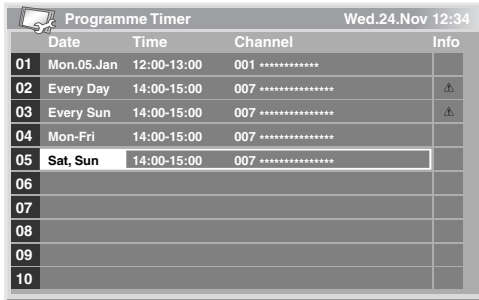 Programme Timer Wed.24.Nov 12:34
Date Time Channel Info
01 Mon.05.Jan 12:00-13:00 001 ************
02 Every Day 14:00-15:00 007 ***************
03 Every Sun 14:00-15:00 007 ***************
04 Mon-Fri 14:00-15:00 007 ***************
05 Sat, Sun 14:00-15:00 007 ***************
06
07
08
09
10